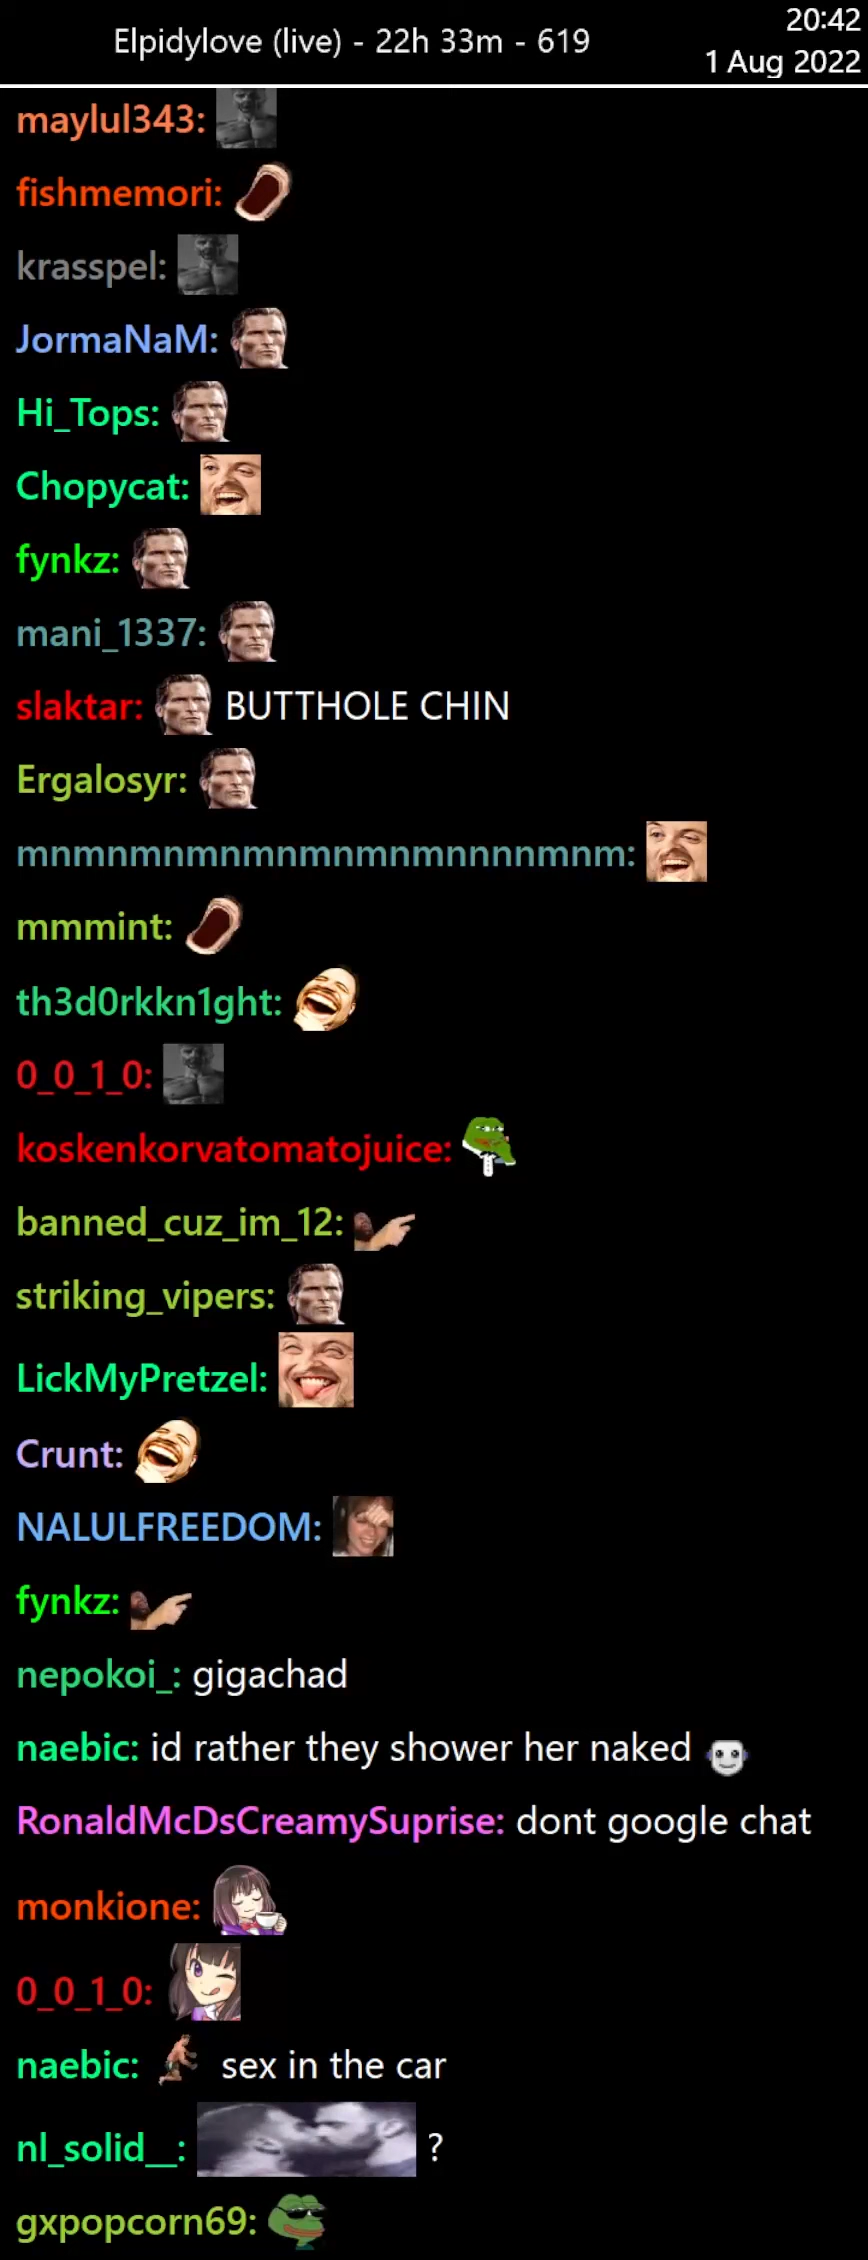 Elpidylove (live) - 22h 33m - 619
20:42
1 Aug 2022
maylul343:
fishmemori:
krasspel:
JormaNaM:
Hi_Tops:
Chopycat:
fynkz:
mani_1337:
slaktar: BUTTHOLE CHIN
Ergalosyr:
mnmnmnmnmnmnmnmnmnnnmnm:
mmmint:
th3d0rkkn1ght:
0_0_1_0:
koskenkorvatomatojuice:
banned_cuz_im_12:
striking_vipers:
LickMyPretzel:
Crunt:
NALULFREEDOM:
fynkz:
nepokoi_: gigachad
naebic: id rather they shower her naked
RonaldMcDsCreamySuprise: dont google chat
monkione:
0_0_1_0:
naebic: sex in the car
nl_solid__: ?
gxpopcorn69: